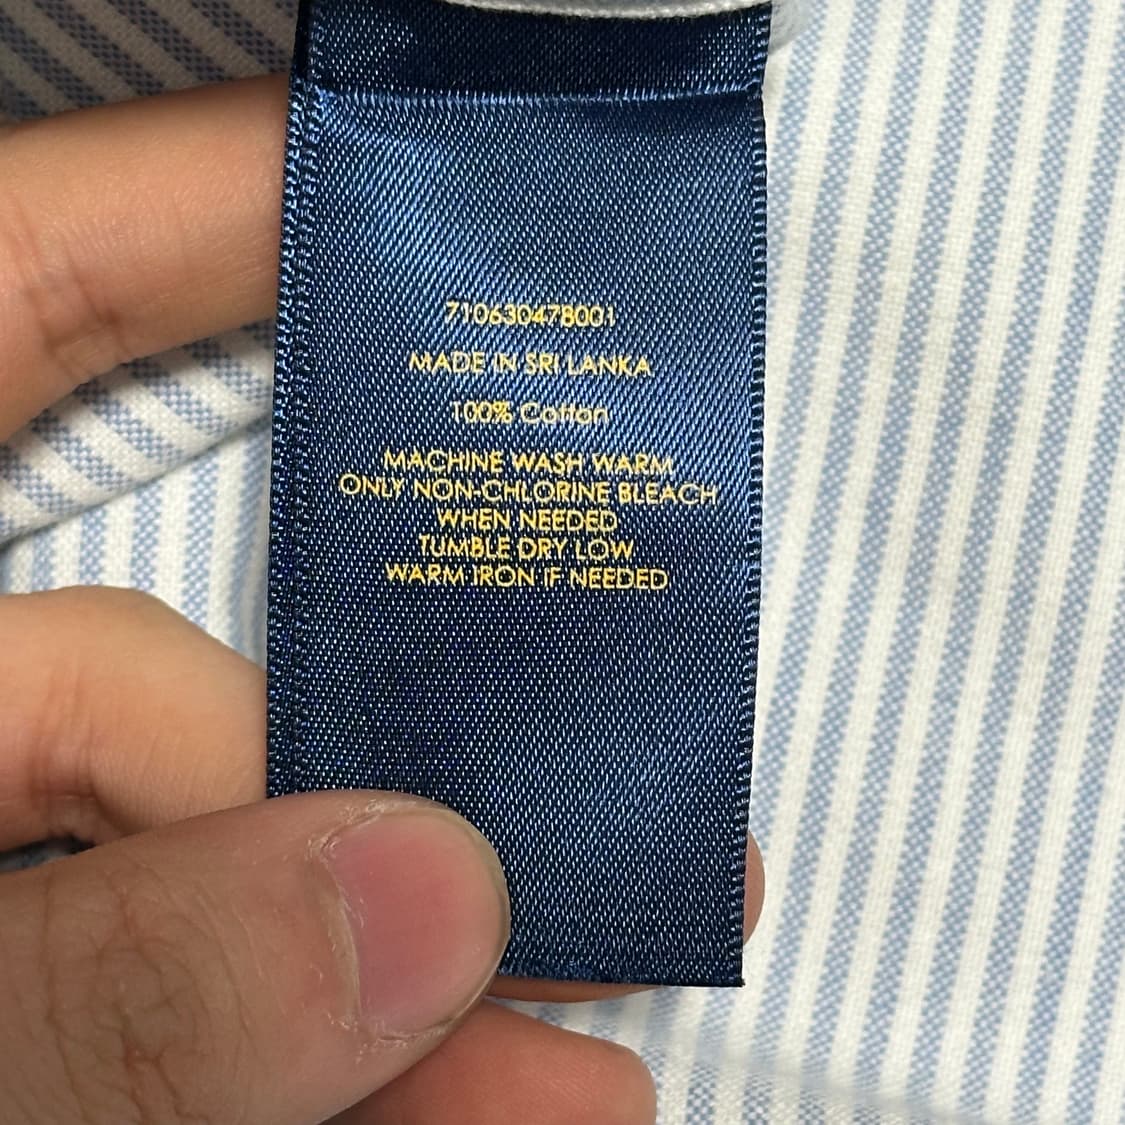 710630478001
MADE IN SRI LANKA
100% Cotton
MACHINE WASH WARM
ONLY NON-CHLORINE BLEACH
WHEN NEEDED
TUMBLE DRY LOW
WARM IRON IF NEEDED